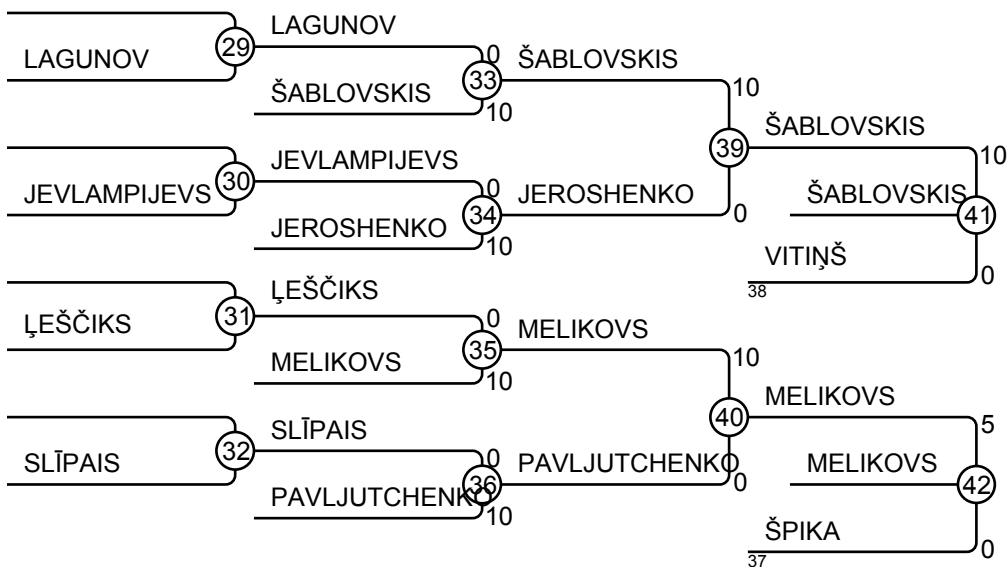 LAGUNOV
29
LAGUNOV
0
33
ŠABLOVSKIS
ŠABLOVSKIS
10
10
39
ŠABLOVSKIS
JEVLAMPIJEVS
30
JEVLAMPIJEVS
0
34
JEROSHENKO
JEROSHENKO
10
0
10
ŠABLOVSKIS
41
VITIŅŠ
38
0
ĻEŠČIKS
31
ĻEŠČIKS
0
35
MELIKOVS
MELIKOVS
10
10
40
MELIKOVS
SLĪPAIS
32
SLĪPAIS
0
36
PAVLJUTCHENKO
PAVLJUTCHENKO
10
0
5
MELIKOVS
42
ŠPIKA
37
0